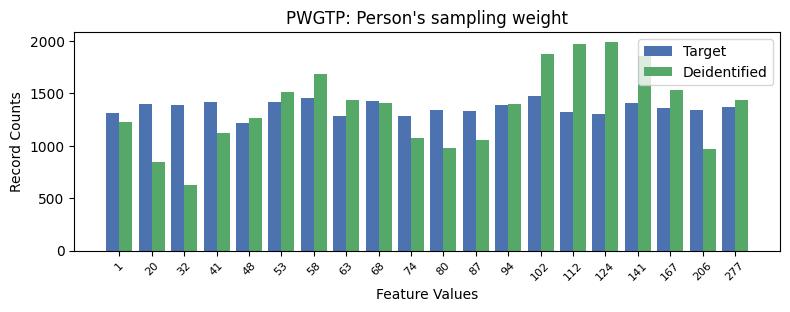 PWGTP: Person's sampling weight
Record Counts
2000
1500
1000
500
0
Target
Deidentified
1 20 32 41 48 53 58 63 68 74 80 87 94 102 112 124 141 167 206 277
Feature Values